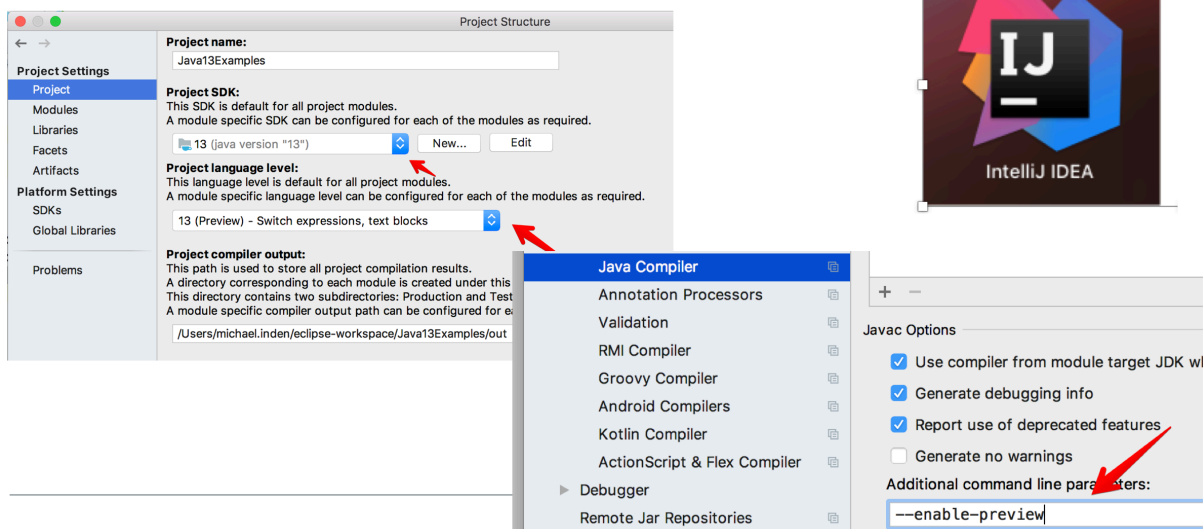 Project Structure
Project name:
Java13Examples
Project Settings
Project
Modules
Libraries
Facets
Artifacts
Platform Settings
SDKs
Global Libraries
Problems
Project SDK:
This SDK is default for all project modules.
A module specific SDK can be configured for each of the modules as required.
13 (java version "13")
New...
Edit
Project language level:
This language level is default for all project modules.
A module specific language level can be configured for each of the modules as required.
13 (Preview) - Switch expressions, text blocks
Project compiler output:
This path is used to store all project compilation results.
A directory corresponding to each module is created under this
This directory contains two subdirectories: Production and Test
A module specific compiler output path can be configured for
/Users/michael.inden/eclipse-workspace/Java13Examples/out
IJ
IntelliJ IDEA
Java Compiler
Annotation Processors
Validation
RMI Compiler
Groovy Compiler
Android Compilers
Kotlin Compiler
ActionScript & Flex Compiler
Debugger
Remote Jar Repositories
Javac Options
Use compiler from module target JDK
Generate debugging info
Report use of deprecated features
Generate no warnings
Additional command line parameters:
--enable-preview